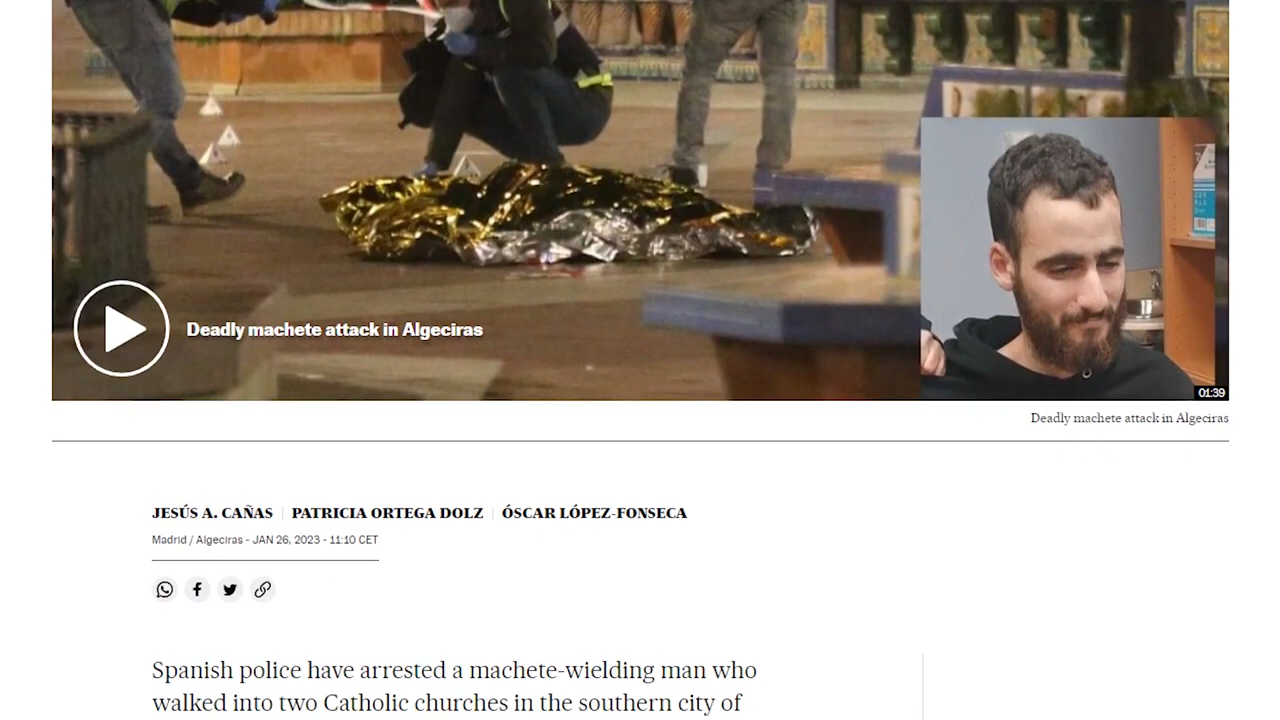 Deadly machete attack in Algeciras
01:39
Deadly machete attack in Algeciras
JESÚS A. CAÑAS | PATRICIA ORTEGA DOLZ | ÓSCAR LÓPEZ-FONSECA
Madrid / Algeciras - JAN 26, 2023 - 11:10 CET
Spanish police have arrested a machete-wielding man who
walked into two Catholic churches in the southern city of